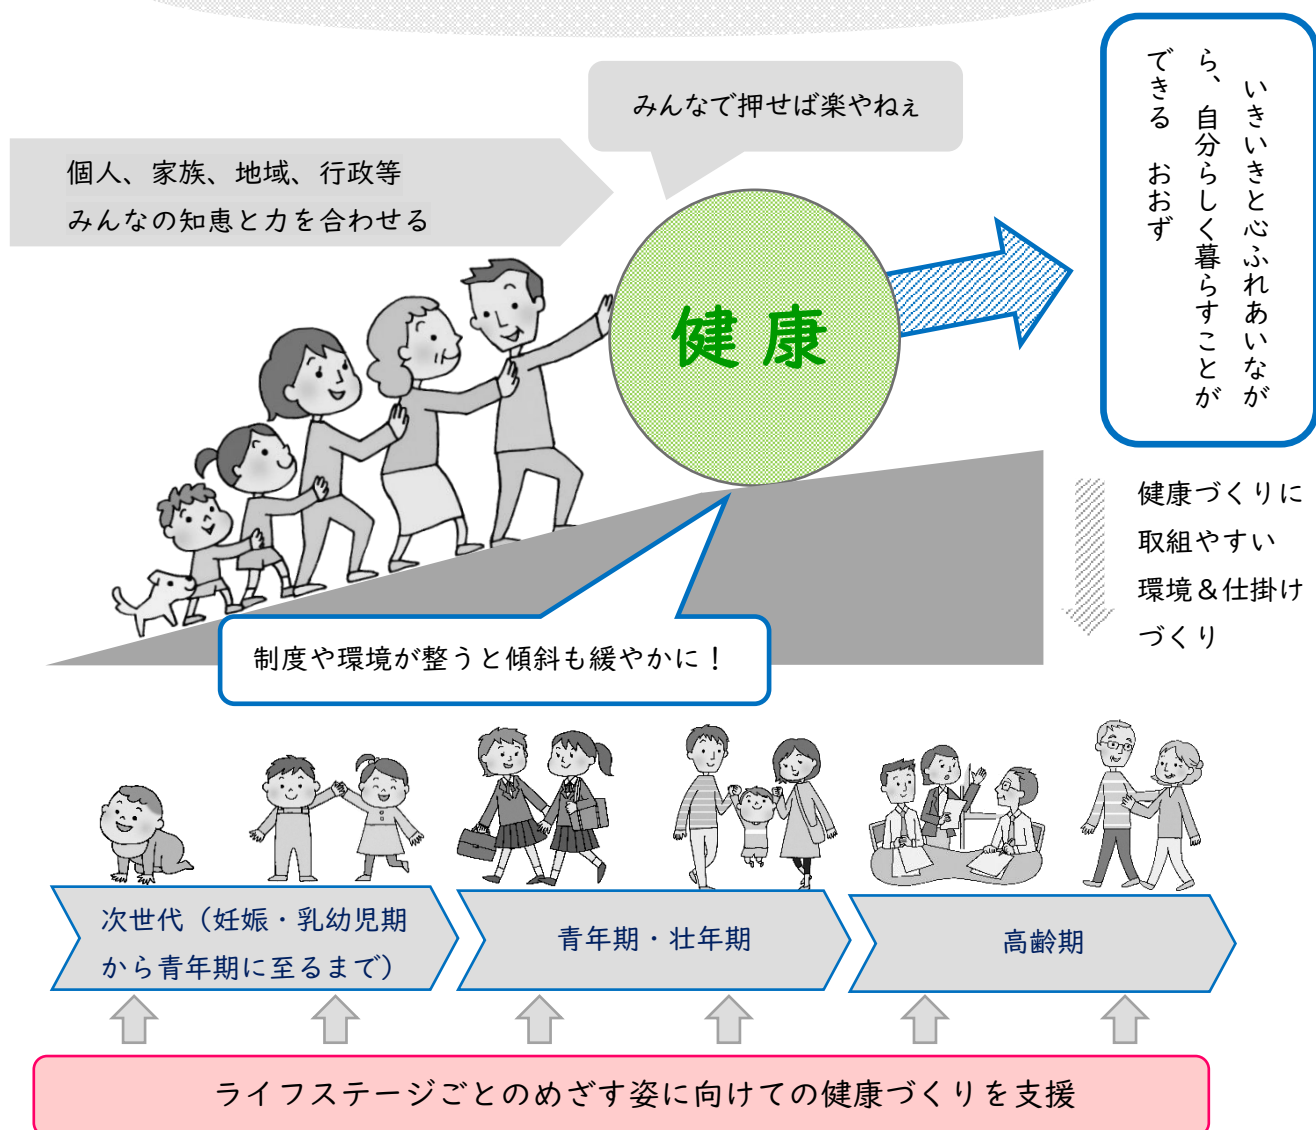 みんなで押せば楽やねぇ
個人、家族、地域、行政等
みんなの知恵と力を合わせる
健康
いきいきと心ふれあいなが
ら、自分らしく暮らすことが
できる　おおず
健康づくりに
取組やすい
環境&仕掛け
づくり
制度や環境が整うと傾斜も緩やかに!
次世代(妊娠・乳幼児期
から青年期に至るまで)
青年期・壮年期
高齢期
ライフステージごとのめざす姿に向けての健康づくりを支援